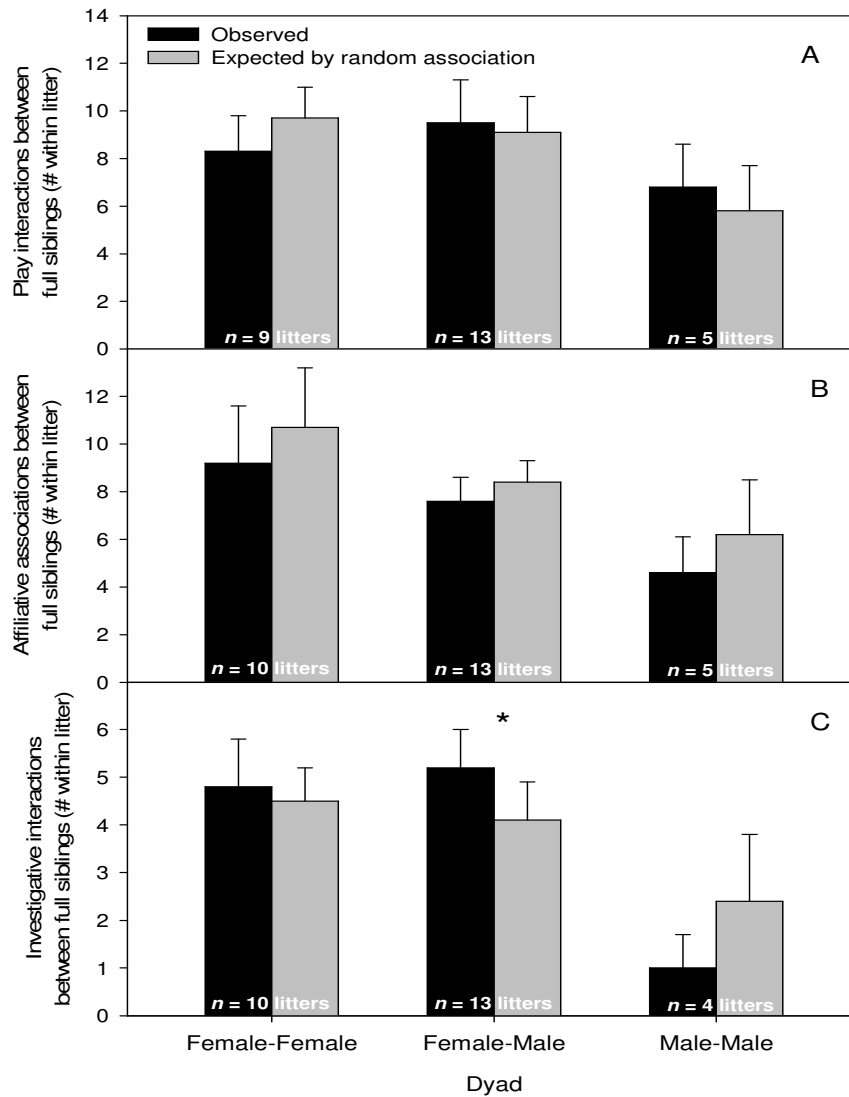 14
12
10
8
6
4
2
0
Play interactions between
full siblings (# within litter)
Observed
Expected by random association
A
n = 9 litters
n = 13 litters
n = 5 litters
12
10
8
6
4
2
0
Affiliative associations between
full siblings (# within litter)
B
n = 10 litters
n = 13 litters
n = 5 litters
6
5
4
3
2
1
0
Investigative interactions
between full siblings (# within litter)
*
C
n = 10 litters
n = 13 litters
n = 4 litters
Female-Female
Female-Male
Male-Male
Dyad